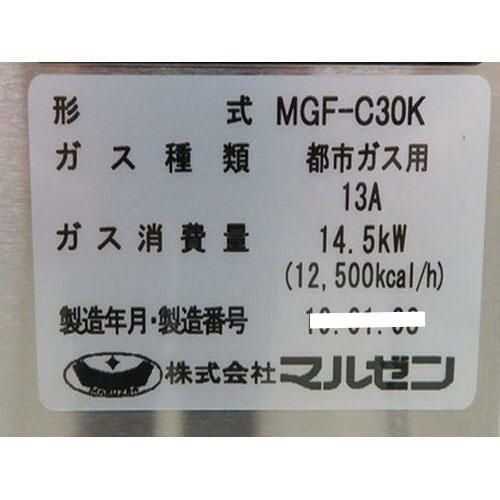 形式 MGF-C30K
ガス種類 都市ガス用
13A
ガス消費量 14.5kW
(12,500kcal/h)
製造年月・製造番号
MARUZEN 株式会社 マルゼン